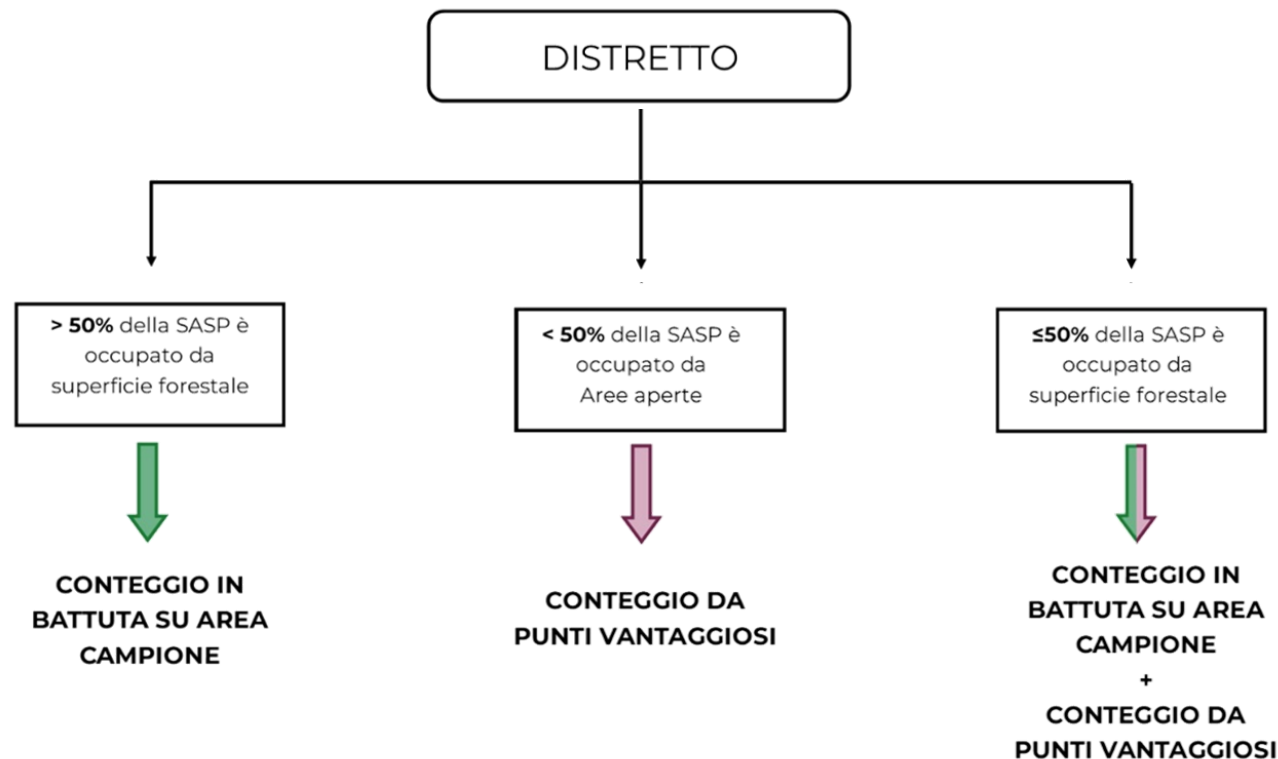 DISTRETTO
> 50% della SASP è
occupato da
superficie forestale
< 50% della SASP è
occupato da
Aree aperte
≤50% della SASP è
occupato da
superficie forestale
CONTEGGIO IN
BATTUTA SU AREA
CAMPIONE
CONTEGGIO DA
PUNTI VANTAGGIOSI
CONTEGGIO IN
BATTUTA SU AREA
CAMPIONE
+
CONTEGGIO DA
PUNTI VANTAGGIOSI